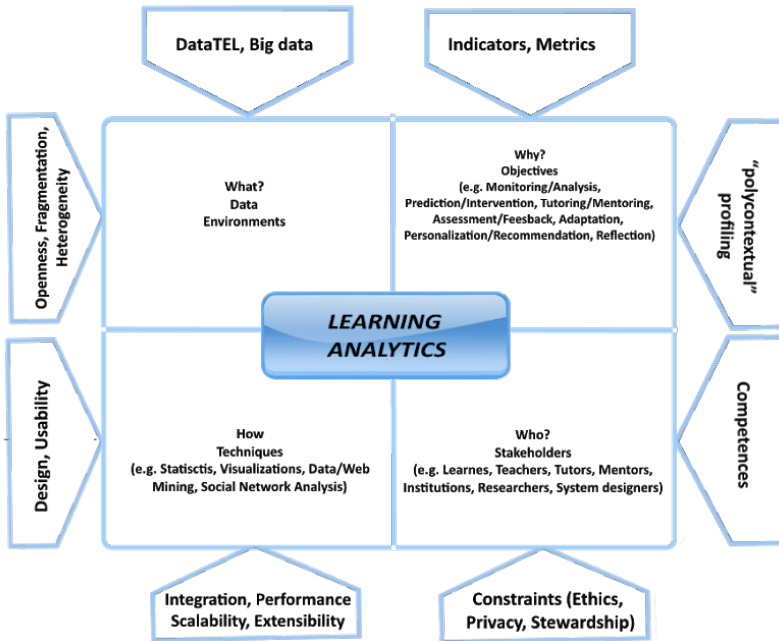 DataTEL, Big data
Indicators, Metrics
Openness, Fragmentation,
Heterogeneity
What?
Data
Environments
Why?
Objectives
(e.g. Monitoring/Analysis,
Prediction/Intervention, Tutoring/Mentoring,
Assessment/Feesback, Adaptation,
Personalization/Recommendation, Reflection)
"polycontextual"
profiling
LEARNING
ANALYTICS
Design, Usability
How
Techniques
(e.g. Statisctis, Visualizations, Data/Web
Mining, Social Network Analysis)
Who?
Stakeholders
(e.g. Learnes, Teachers, Tutors, Mentors,
Institutions, Researchers, System designers)
Competences
Integration, Performance
Scalability, Extensibility
Constraints (Ethics,
Privacy, Stewardship)